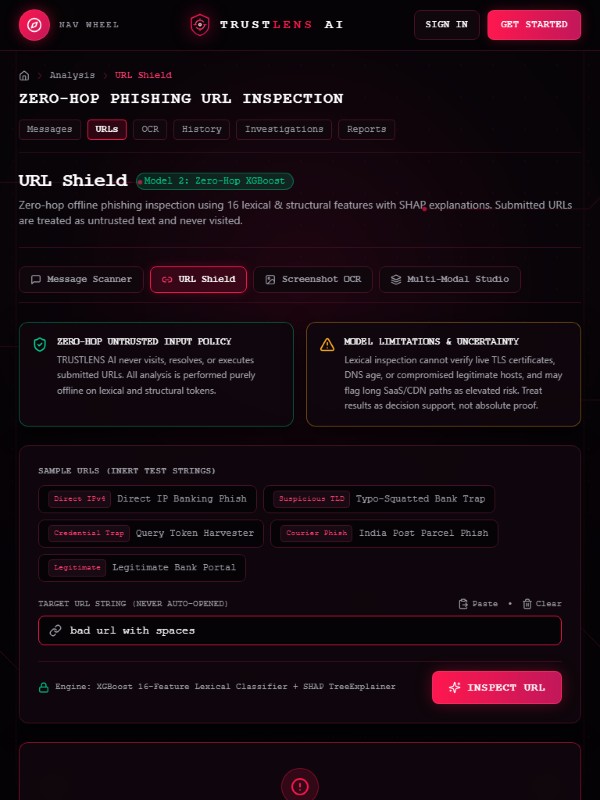 NAV WHEEL
TRUSTLENS AI
SIGN IN
GET STARTED
Analysis
URL Shield
ZERO-HOP PHISHING URL INSPECTION
Messages
URLs
OCR
History
Investigations
Reports
URL Shield
Model 2: Zero-Hop XGBoost
Zero-hop offline phishing inspection using 16 lexical & structural features with SHAP explanations. Submitted URLs
are treated as untrusted text and never visited.
Message Scanner
URL Shield
Screenshot OCR
Multi-Modal Studio
ZERO-HOP UNTRUSTED INPUT POLICY
TRUSTLENS AI never visits, resolves, or executes
submitted URLs. All analysis is performed purely
offline on lexical and structural tokens.
MODEL LIMITATIONS & UNCERTAINTY
Lexical inspection cannot verify live TLS certificates,
DNS age, or compromised legitimate hosts, and may
flag long SaaS/CDN paths as elevated risk. Treat
results as decision support, not absolute proof.
SAMPLE URLS (INERT TEST STRINGS)
Direct IPv4 Direct IP Banking Phish
Suspicious TLD Typo-Squatted Bank Trap
Credential Trap Query Token Harvester
Courier Phish India Post Parcel Phish
Legitimate Legitimate Bank Portal
TARGET URL STRING (NEVER AUTO-OPENED)
Paste • Clear
bad url with spaces
Engine: XGBoost 16-Feature Lexical Classifier + SHAP TreeExplainer
INSPECT URL